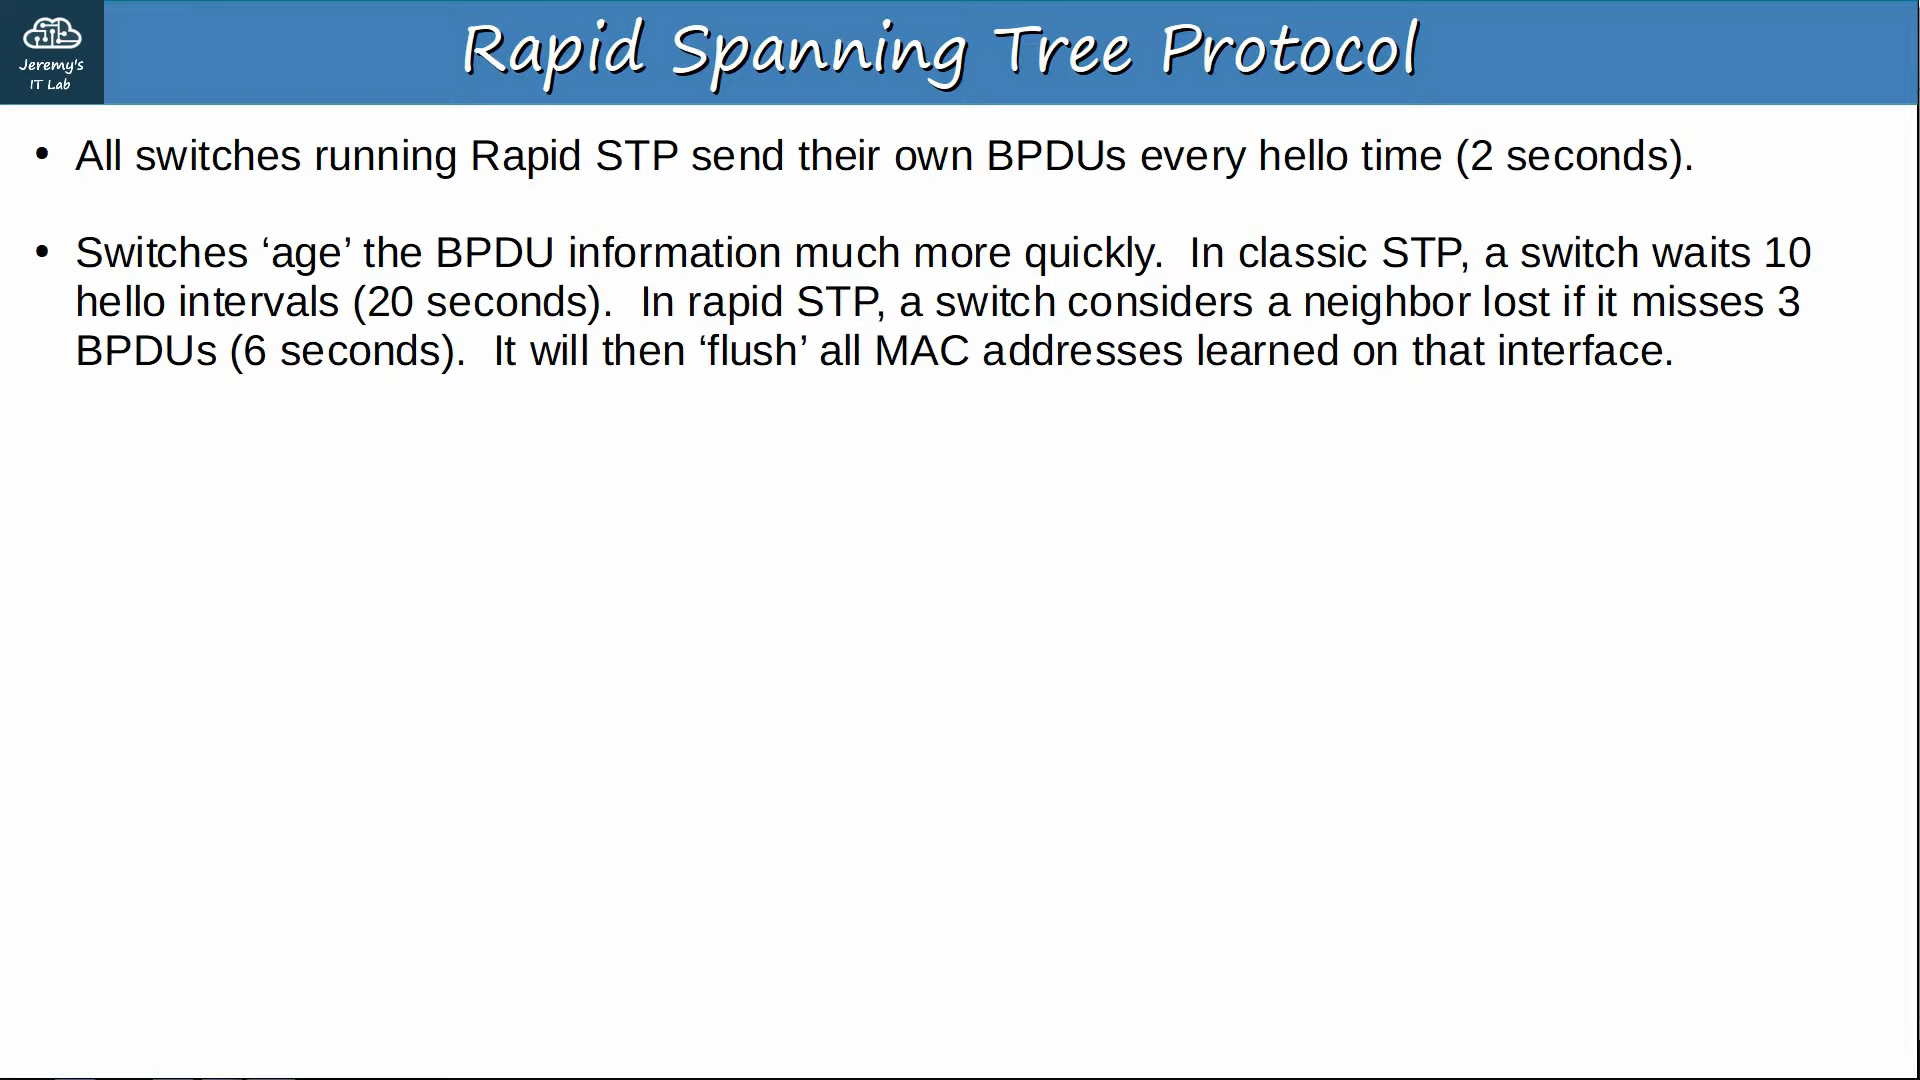 Jeremy's
IT Lab
Rapid Spanning Tree Protocol
• All switches running Rapid STP send their own BPDUs every hello time (2 seconds).
• Switches ‘age’ the BPDU information much more quickly.  In classic STP, a switch waits 10
hello intervals (20 seconds).  In rapid STP, a switch considers a neighbor lost if it misses 3
BPDUs (6 seconds).  It will then ‘flush’ all MAC addresses learned on that interface.